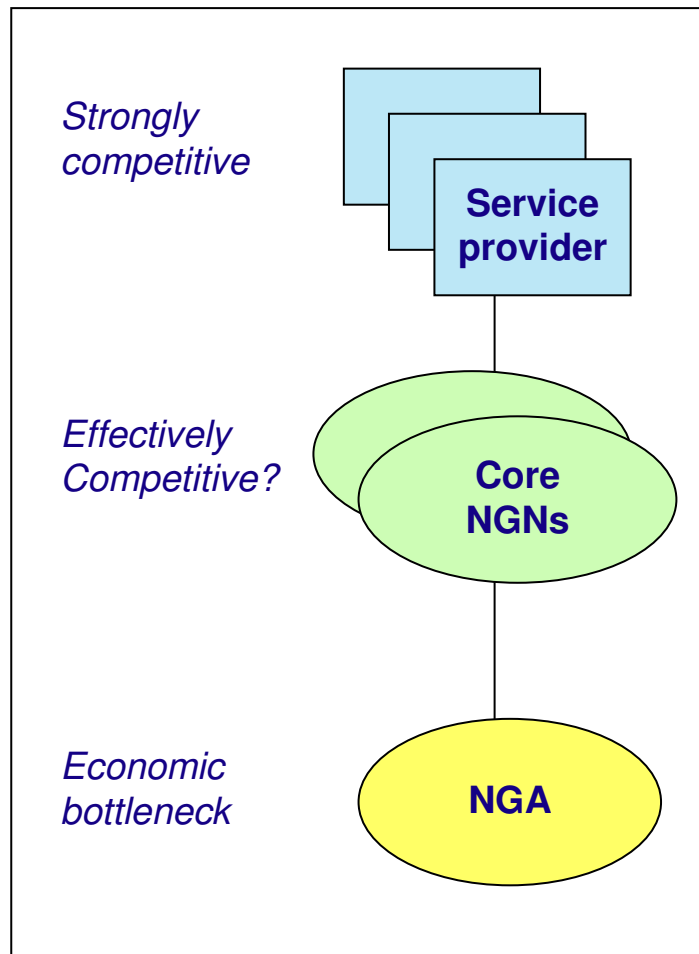 Strongly
competitive
Service
provider
Effectively
Competitive?
Core
NGNs
Economic
bottleneck
NGA